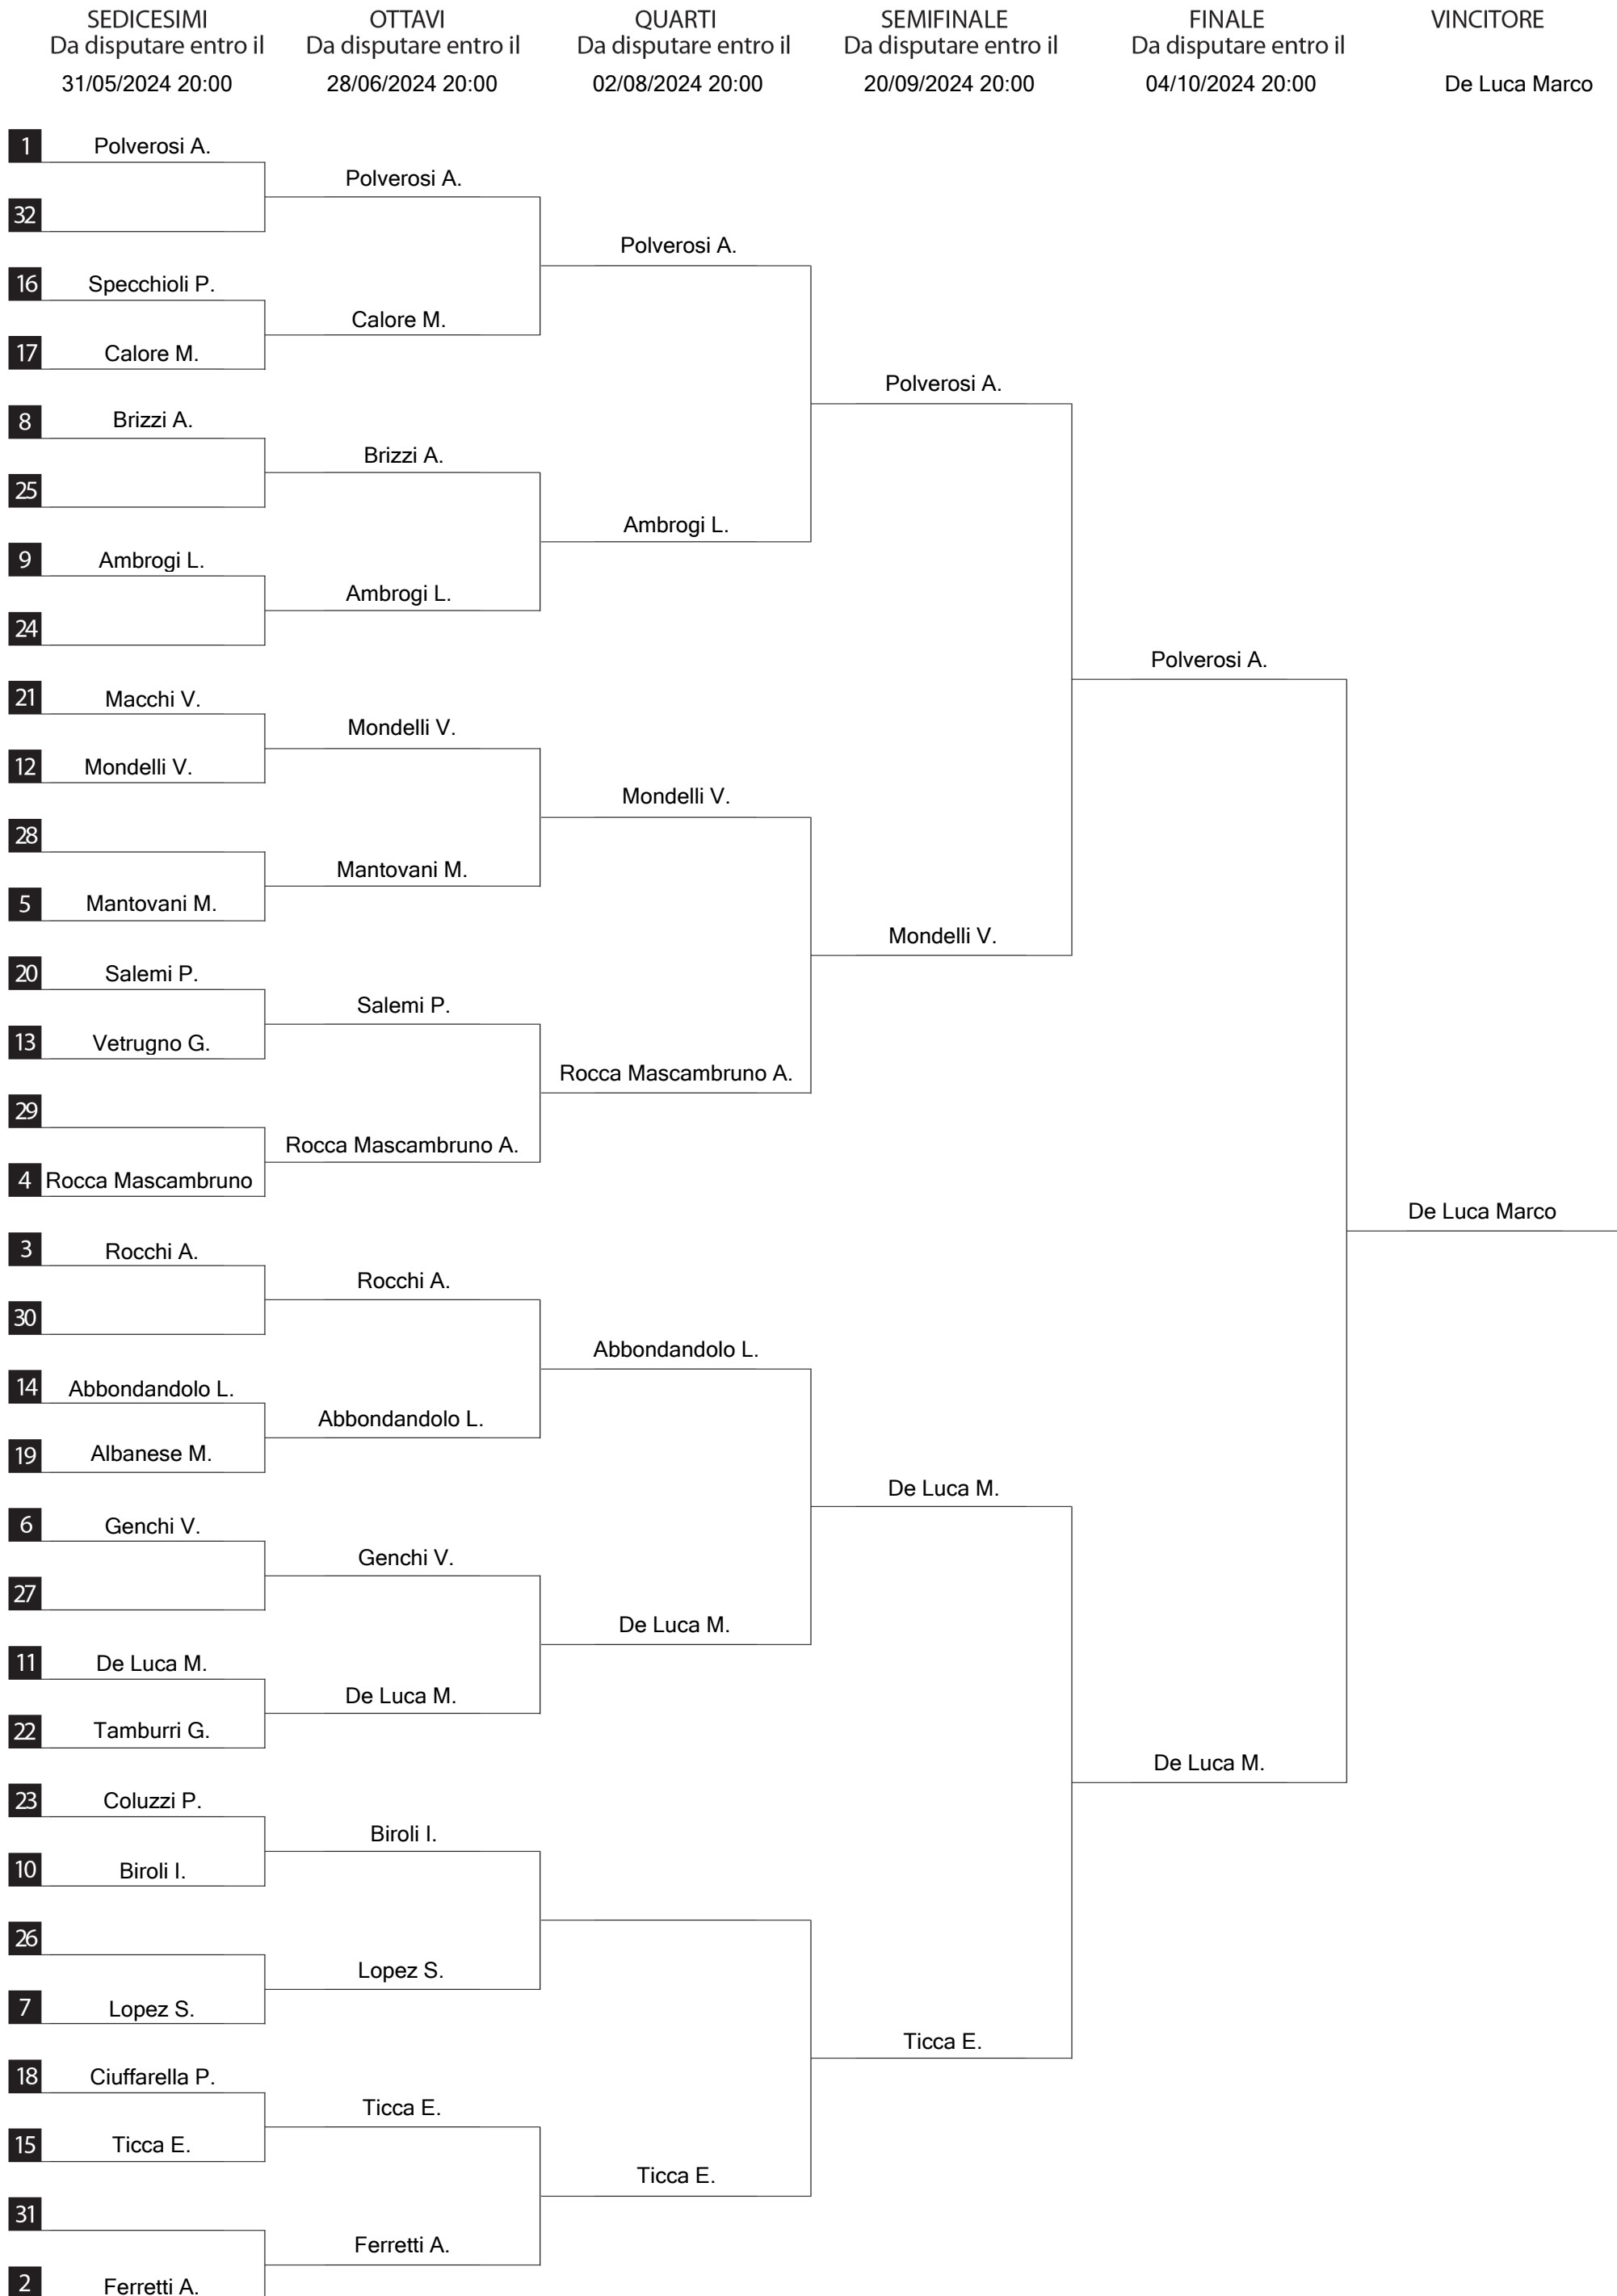 SEDICESIMI
Da disputare entro il
31/05/2024 20:00
OTTAVI
Da disputare entro il
28/06/2024 20:00
QUARTI
Da disputare entro il
02/08/2024 20:00
SEMIFINALE
Da disputare entro il
20/09/2024 20:00
FINALE
Da disputare entro il
04/10/2024 20:00
VINCITORE
De Luca Marco
1 Polverosi A.
32
16 Specchioli P.
17 Calore M.
8 Brizzi A.
25
9 Ambrogi L.
24
21 Macchi V.
12 Mondelli V.
28
5 Mantovani M.
20 Salemi P.
13 Vetrugno G.
29
4 Rocca Mascambruno
3 Rocchi A.
30
14 Abbondandolo L.
19 Albanese M.
6 Genchi V.
27
11 De Luca M.
22 Tamburri G.
23 Coluzzi P.
10 Biroli I.
26
7 Lopez S.
18 Ciuffarella P.
15 Ticca E.
31
2 Ferretti A.
Polverosi A.
Calore M.
Brizzi A.
Ambrogi L.
Mondelli V.
Mantovani M.
Salemi P.
Rocca Mascambruno A.
Rocchi A.
Abbondandolo L.
Genchi V.
De Luca M.
Biroli I.
Lopez S.
Ticca E.
Ferretti A.
Polverosi A.
Ambrogi L.
Mondelli V.
Rocca Mascambruno A.
Abbondandolo L.
De Luca M.
Ticca E.
Polverosi A.
Mondelli V.
De Luca M.
Ticca E.
Polverosi A.
De Luca M.
De Luca Marco